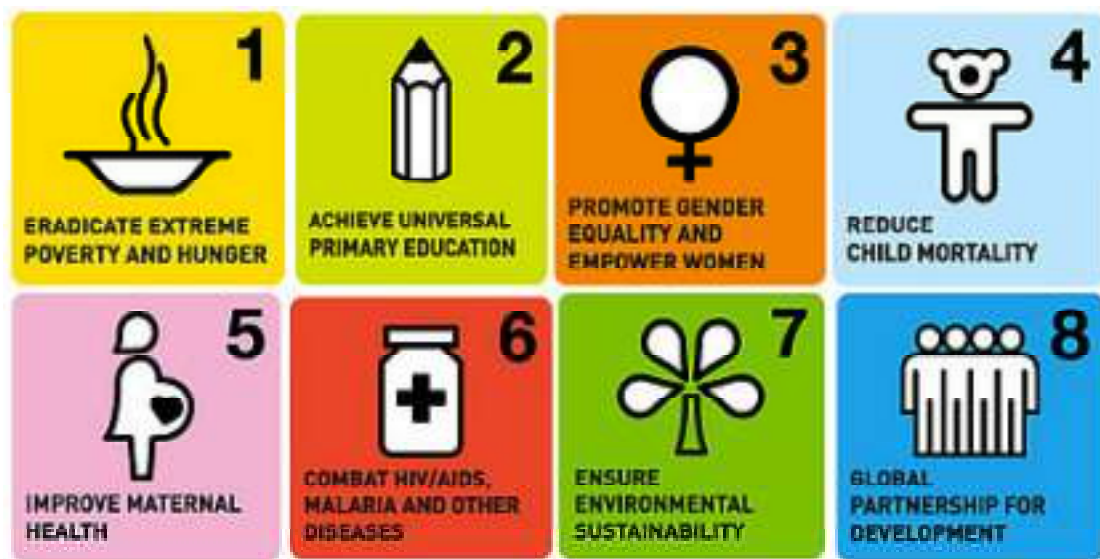 1
ERADICATE EXTREME
POVERTY AND HUNGER
2
ACHIEVE UNIVERSAL
PRIMARY EDUCATION
3
PROMOTE GENDER
EQUALITY AND
EMPOWER WOMEN
4
REDUCE
CHILD MORTALITY
5
IMPROVE MATERNAL
HEALTH
6
COMBAT HIV/AIDS,
MALARIA AND OTHER
DISEASES
7
ENSURE
ENVIRONMENTAL
SUSTAINABILITY
8
GLOBAL
PARTNERSHIP FOR
DEVELOPMENT